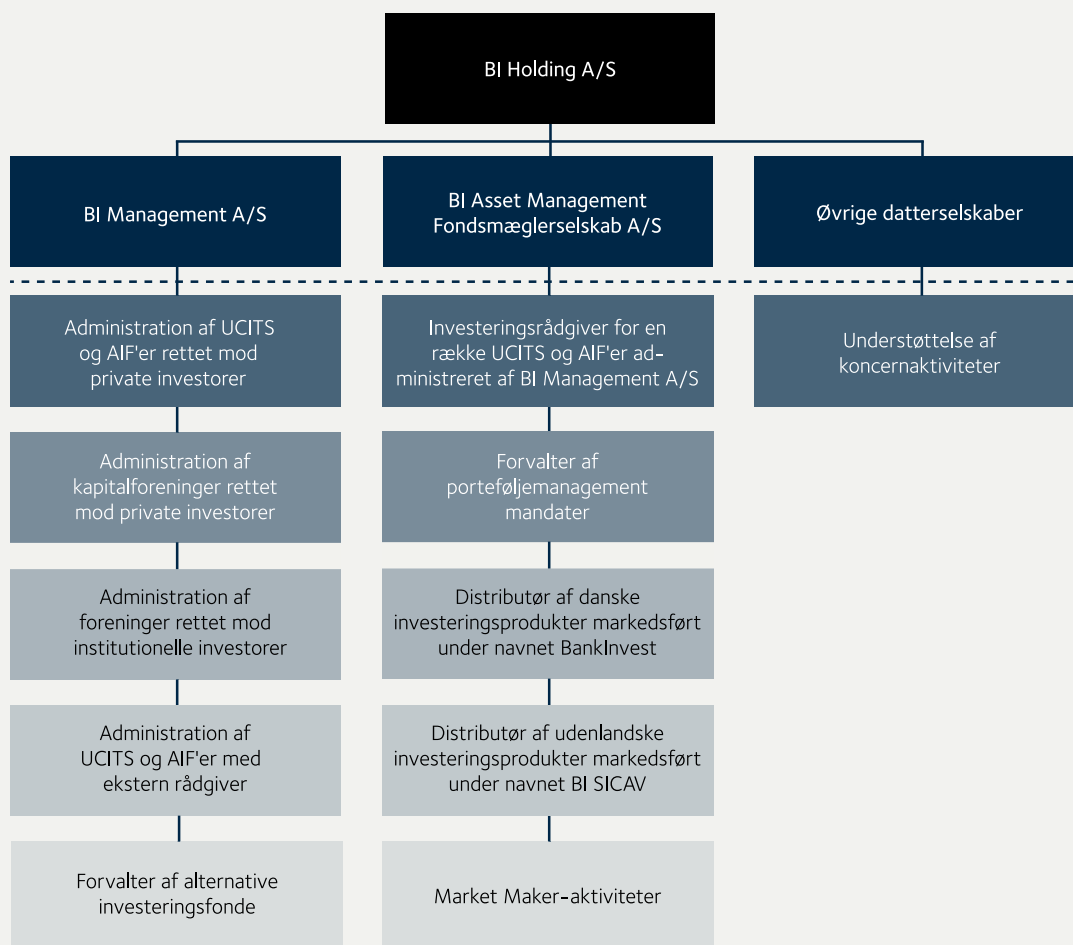 BI Holding A/S
BI Management A/S
BI Asset Management
Fondsmæglerselskab A/S
Øvrige datterselskaber
Administration af UCITS
og AIF'er rettet mod
private investorer
Investeringsrådgiver for en
række UCITS og AIF'er ad-
ministreret af BI Management A/S
Understøttelse af
koncernaktiviteter
Administration af
kapitalforeninger rettet
mod private investorer
Forvalter af
porteføljemanagement
mandater
Administration af
foreninger rettet mod
institutionelle investorer
Distributør af danske
investeringsprodukter markedsført
under navnet BankInvest
Administration af
UCITS og AIF'er med
ekstern rådgiver
Distributør af udenlandske
investeringsprodukter markedsført
under navnet BI SICAV
Forvalter af alternative
investeringsfonde
Market Maker-aktiviteter